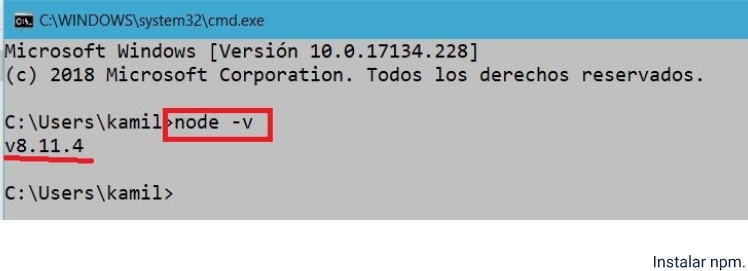 C:\WINDOWS\system32\cmd.exe
Microsoft Windows [Versión 10.0.17134.228]
(c) 2018 Microsoft Corporation. Todos los derechos reservados.
C:\Users\kamil>node -v
v8.11.4
C:\Users\kamil>
Instalar npm.